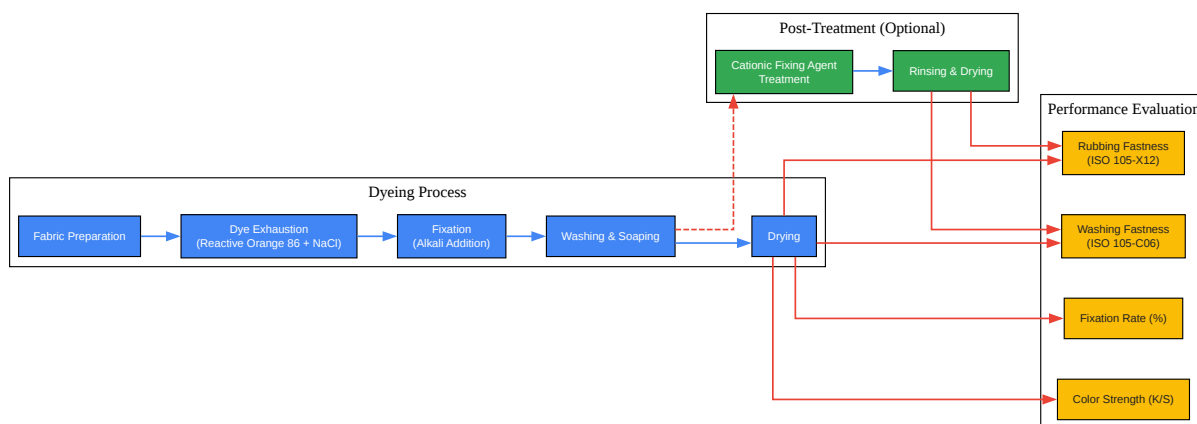 Post-Treatment (Optional)
Cationic Fixing Agent
Treatment
Rinsing & Drying
Performance Evaluation
Rubbing Fastness
(ISO 105-X12)
Dyeing Process
Fabric Preparation
Dye Exhaustion
(Reactive Orange 86 + NaCl)
Fixation
(Alkali Addition)
Washing & Soaping
Drying
Washing Fastness
(ISO 105-C06)
Fixation Rate (%)
Color Strength (K/S)